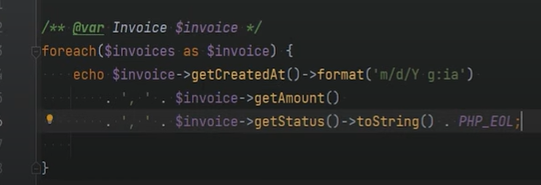 /** @var Invoice $invoice */
foreach($invoices as $invoice) {
    echo $invoice->getCreatedAt()->format('m/d/Y g:ia')
        . ', ' . $invoice->getAmount()
        . ', ' . $invoice->getStatus()->toString() . PHP_EOL;
}